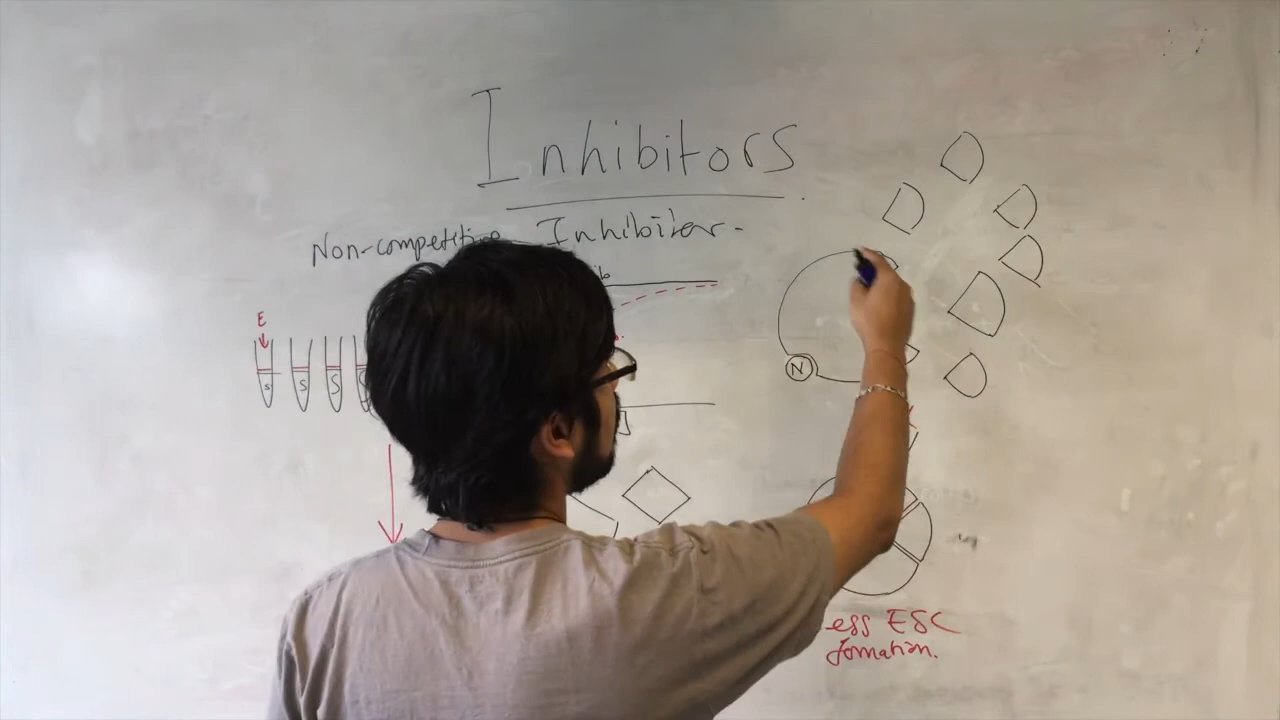 Inhibitors
Non-competitive Inhibitor-
E
S S S
N
ess ESC
formation.